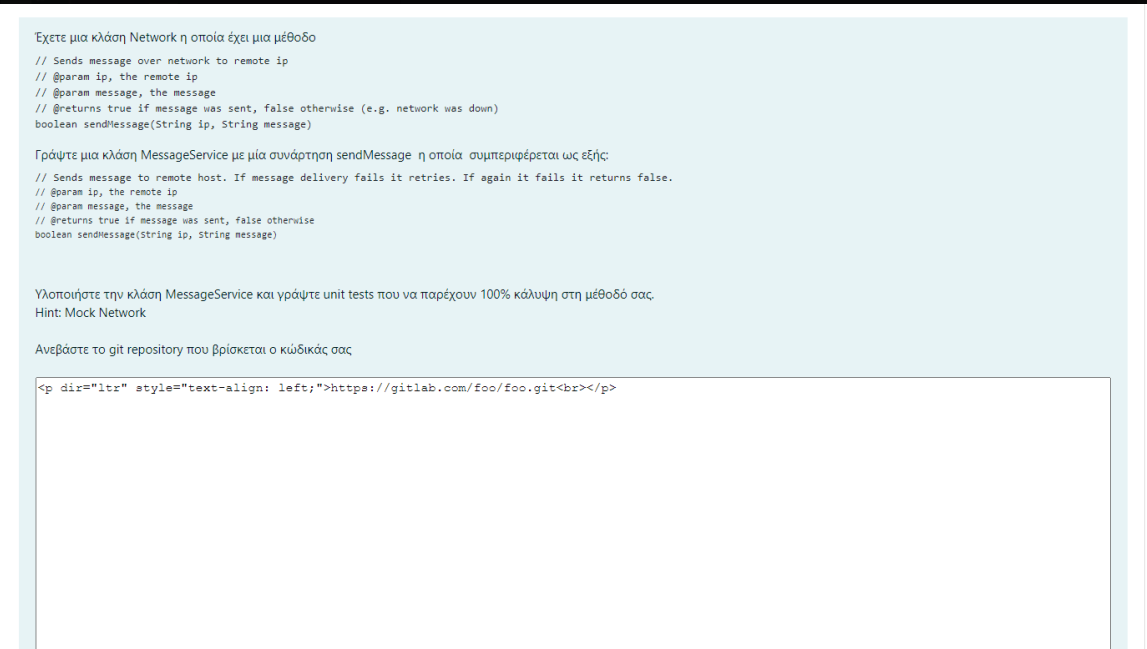 Έχετε μια κλάση Network η οποία έχει μια μέθοδο
// Sends message over network to remote ip
// @param ip, the remote ip
// @param message, the message
// @returns true if message was sent, false otherwise (e.g. network was down)
boolean sendMessage(String ip, String message)
Γράψτε μια κλάση MessageService με μία συνάρτηση sendMessage η οποία συμπεριφέρεται ως εξής:
// Sends message to remote host. If message delivery fails it retries. If again it fails it returns false.
// @param ip, the remote ip
// @param message, the message
// @returns true if message was sent, false otherwise
boolean sendMessage(String ip, String message)
Υλοποιήστε την κλάση MessageService και γράψτε unit tests που να παρέχουν 100% κάλυψη στη μέθοδό σας.
Hint: Mock Network
Ανεβάστε το git repository που βρίσκεται ο κώδικάς σας
<p dir="ltr" style="text-align: left;">https://gitlab.com/foo/foo.git<br></p>